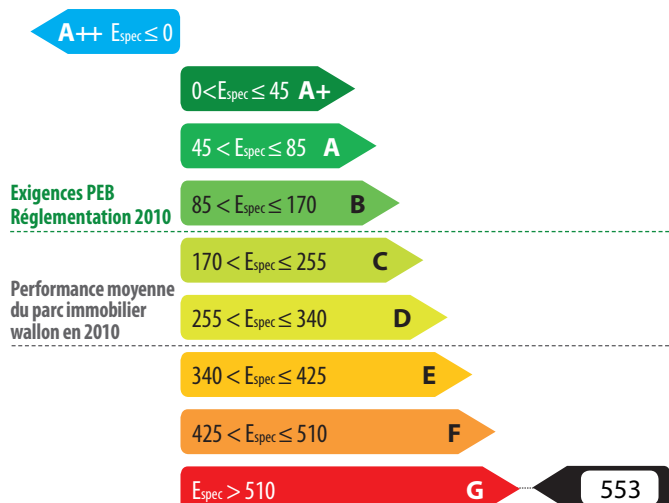 A++ Espec ≤ 0
0<Espec ≤ 45 A+
45 < Espec ≤ 85 A
Exigences PEB
Réglementation 2010
85 < Espec ≤ 170 B
170 < Espec ≤ 255 C
Performance moyenne
du parc immobilier
wallon en 2010
255 < Espec ≤ 340 D
340 < Espec ≤ 425 E
425 < Espec ≤ 510 F
Espec > 510 G 553